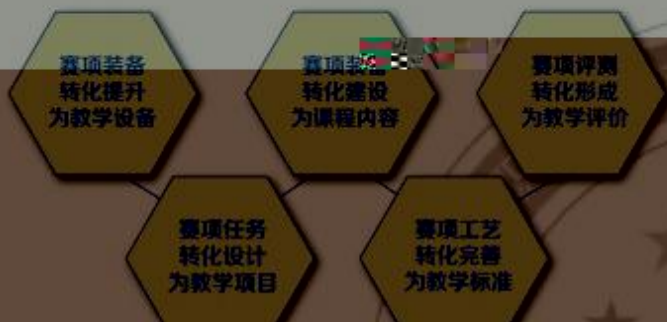 赛项装备
转化提升
为教学设备
赛项装备
转化建设
为课程内容
赛项评测
转化形成
为教学评价
赛项任务
转化设计
为教学项目
赛项工艺
转化完善
为教学标准